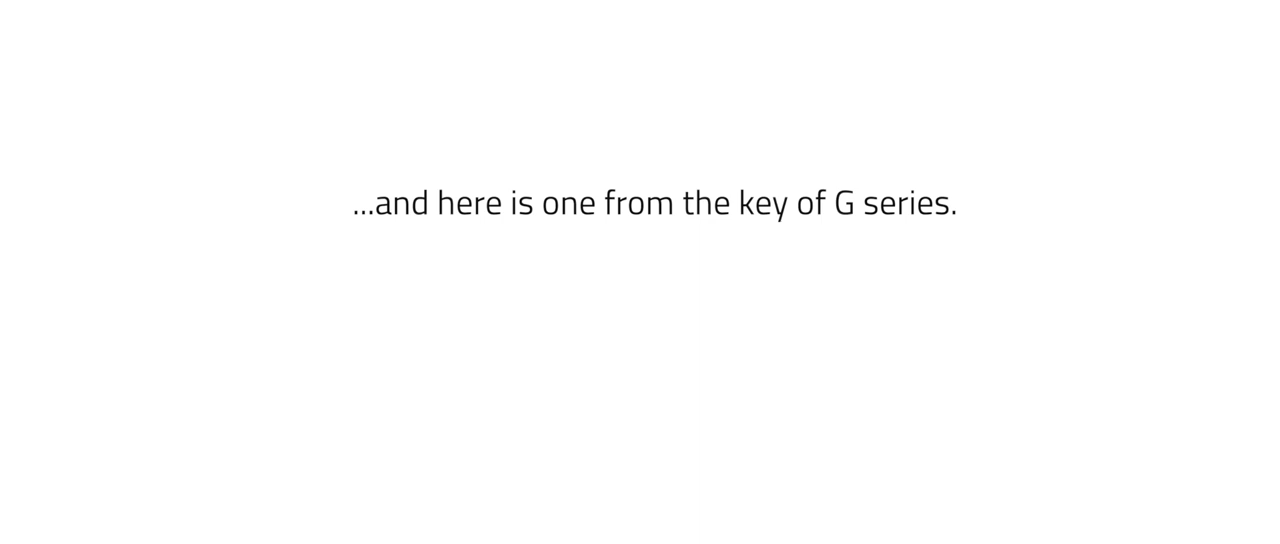 ...and here is one from the key of G series.